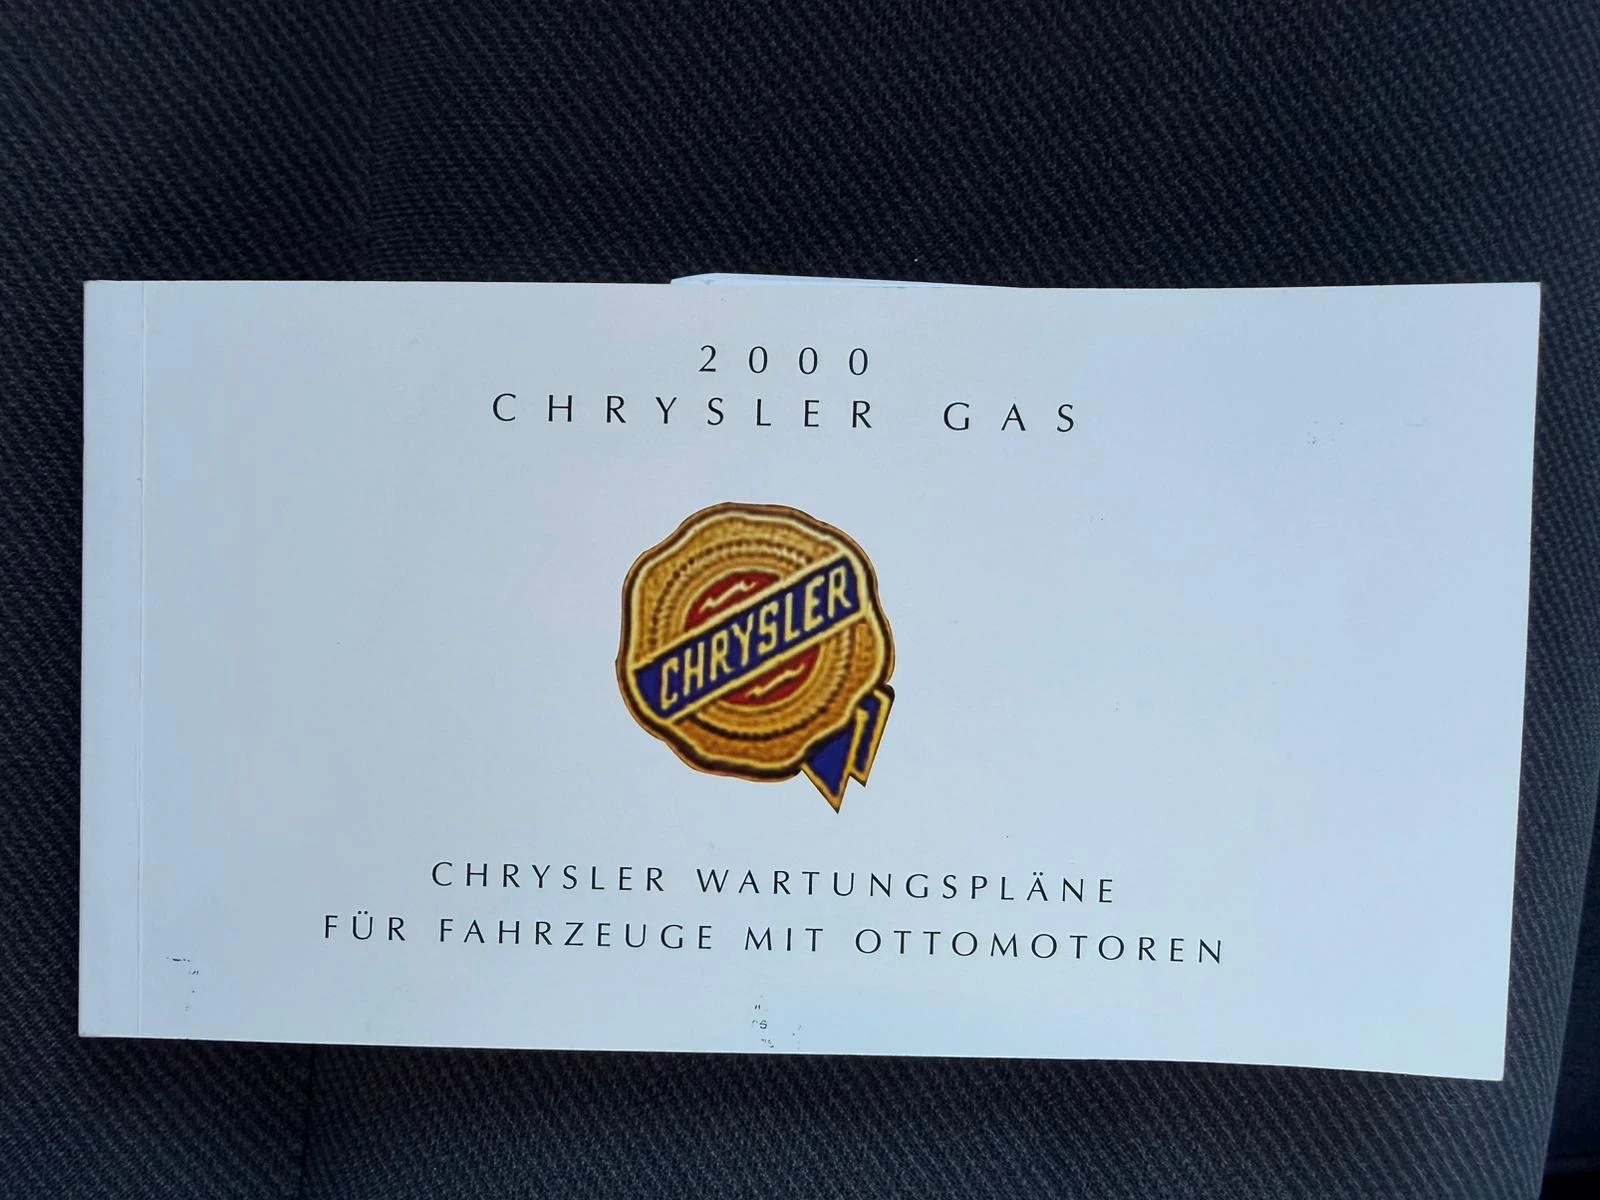 2000
CHRYSLER GAS
CHRYSLER
CHRYSLER WARTUNGSPLÄNE
FÜR FAHRZEUGE MIT OTTOMOTOREN